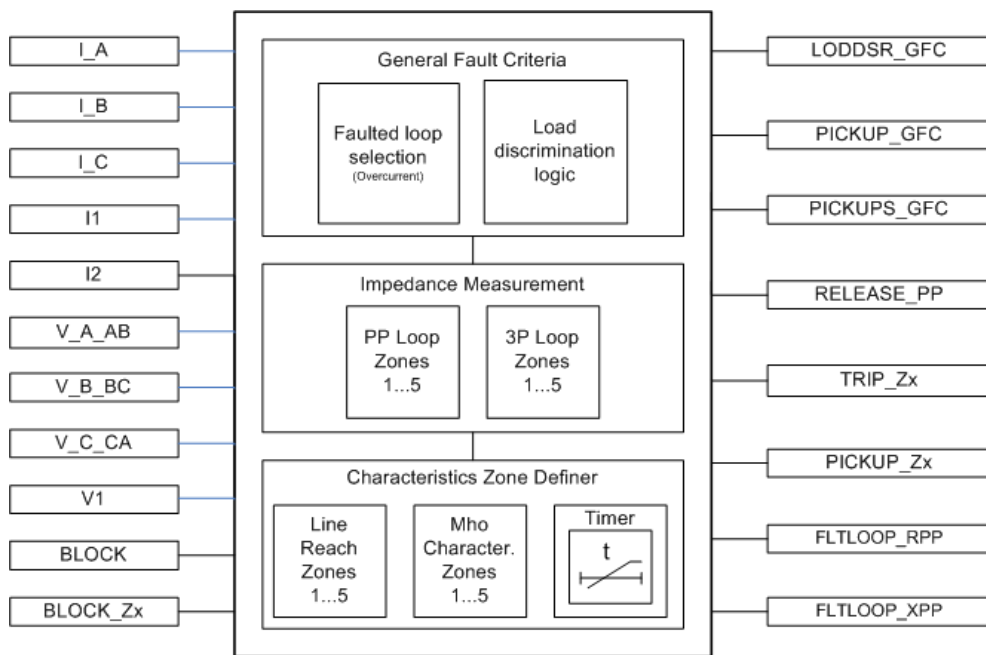 I_A
I_B
I_C
I1
I2
V_A_AB
V_B_BC
V_C_CA
V1
BLOCK
BLOCK_Zx
General Fault Criteria
Faulted loop
selection
(Overcurrent)
Load
discrimination
logic
Impedance Measurement
PP Loop
Zones
1...5
3P Loop
Zones
1...5
Characteristics Zone Definer
Line
Reach
Zones
1...5
Mho
Character.
Zones
1...5
Timer
t
LODDSR_GFC
PICKUP_GFC
PICKUPS_GFC
RELEASE_PP
TRIP_Zx
PICKUP_Zx
FLTLOOP_RPP
FLTLOOP_XPP